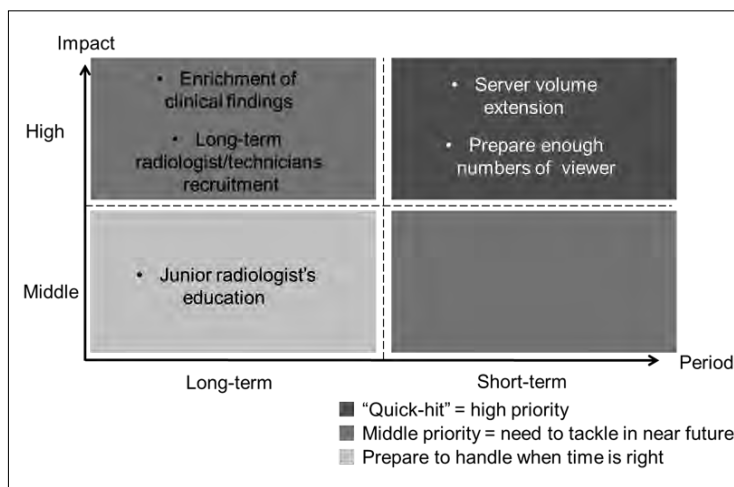 Impact
High
• Enrichment of
clinical findings
• Long-term
radiologist/technicians
recruitment
• Server volume
extension
• Prepare enough
numbers of viewer
Middle
• Junior radiologist's
education
Period
Long-term
Short-term
"Quick-hit" = high priority
Middle priority = need to tackle in near future
Prepare to handle when time is right